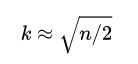 k ≈ √n/2